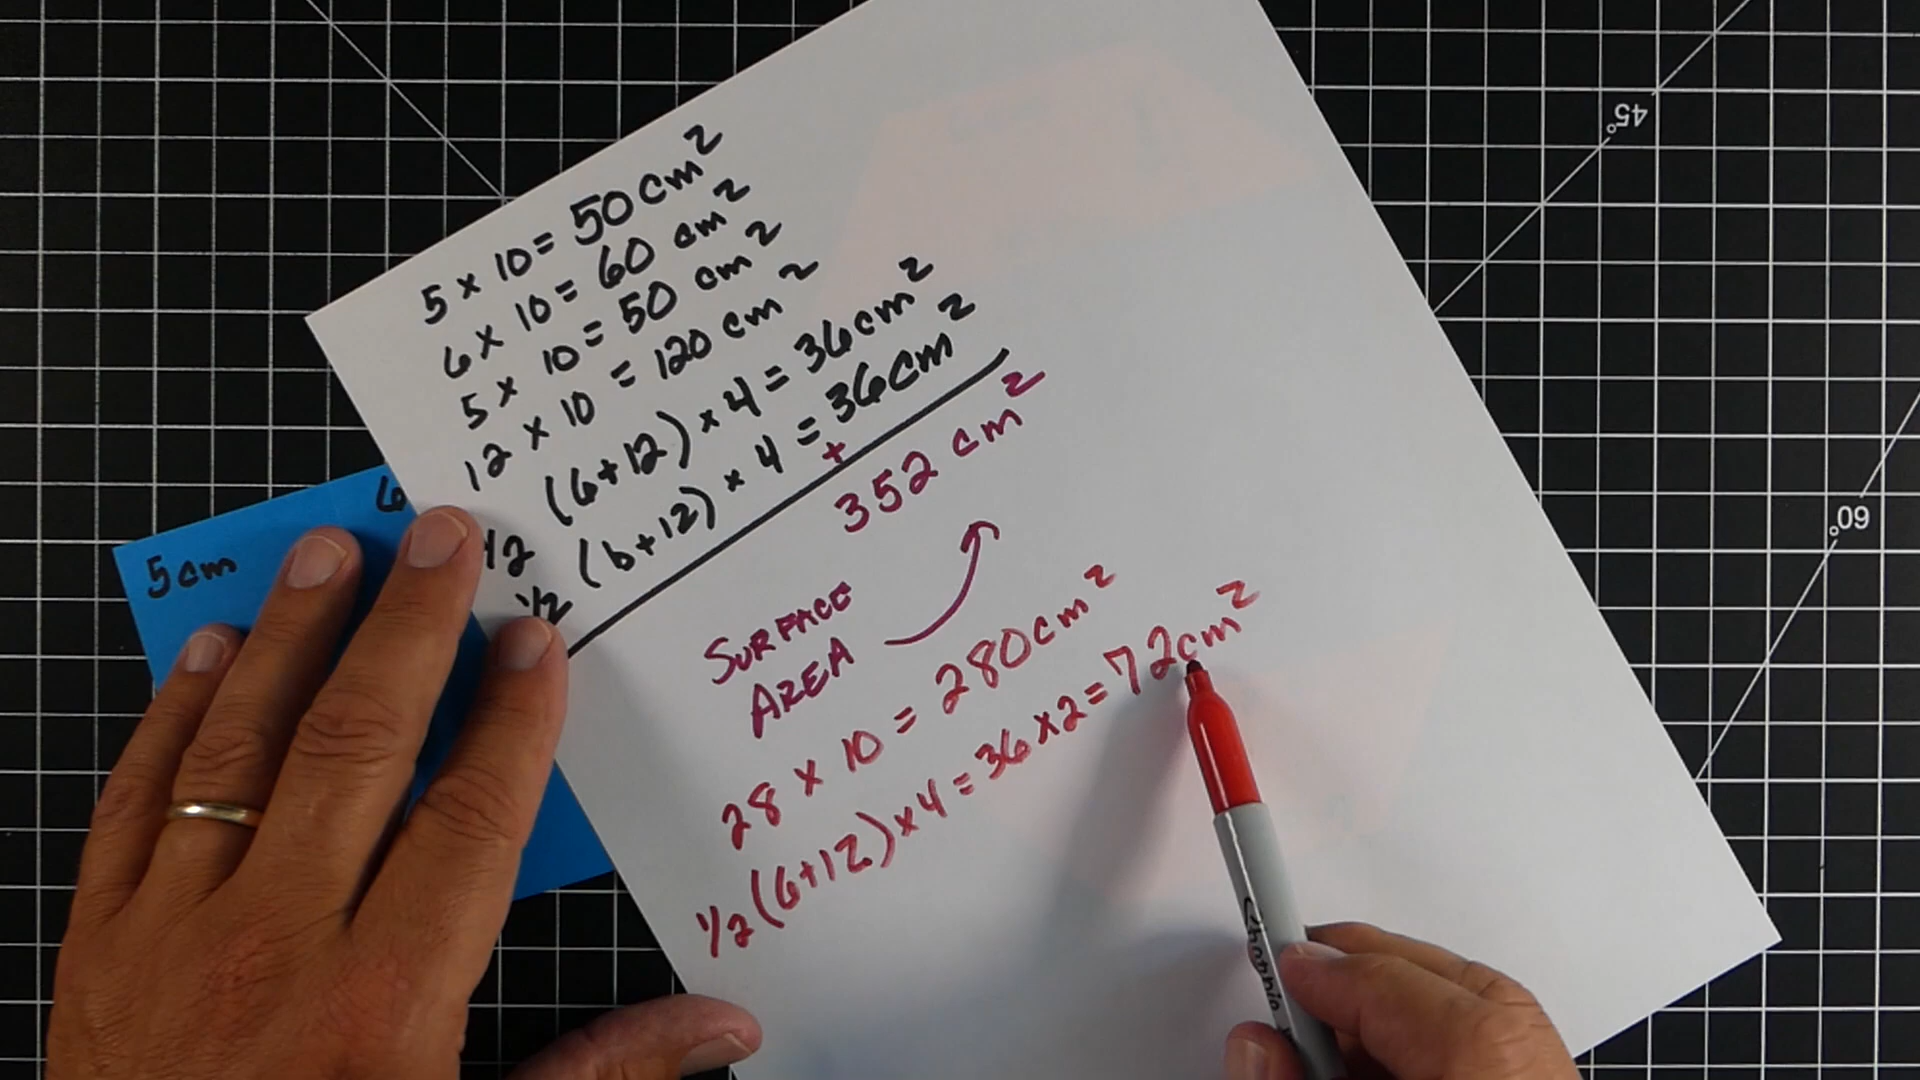 5 × 10 = 50 cm²
6 × 10 = 60 cm²
5 × 10 = 50 cm²
12 × 10 = 120 cm²
1/2 (6+12) × 4 = 36 cm²
1/2 (6+12) × 4 = 36 cm²
+
352 cm²
SURFACE
AREA
28 × 10 = 280 cm²
1/2 (6+12) × 4 = 36 × 2 = 72 cm²
5cm
6
45°
60°
Sharpie